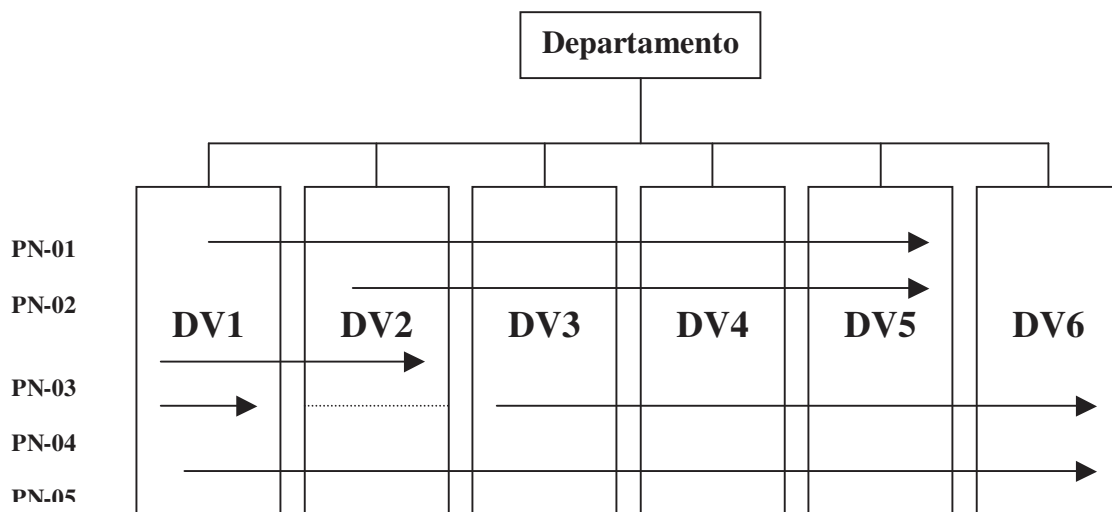 Departamento
PN-01
PN-02
DV1 DV2 DV3 DV4 DV5 DV6
PN-03
PN-04
PN-05